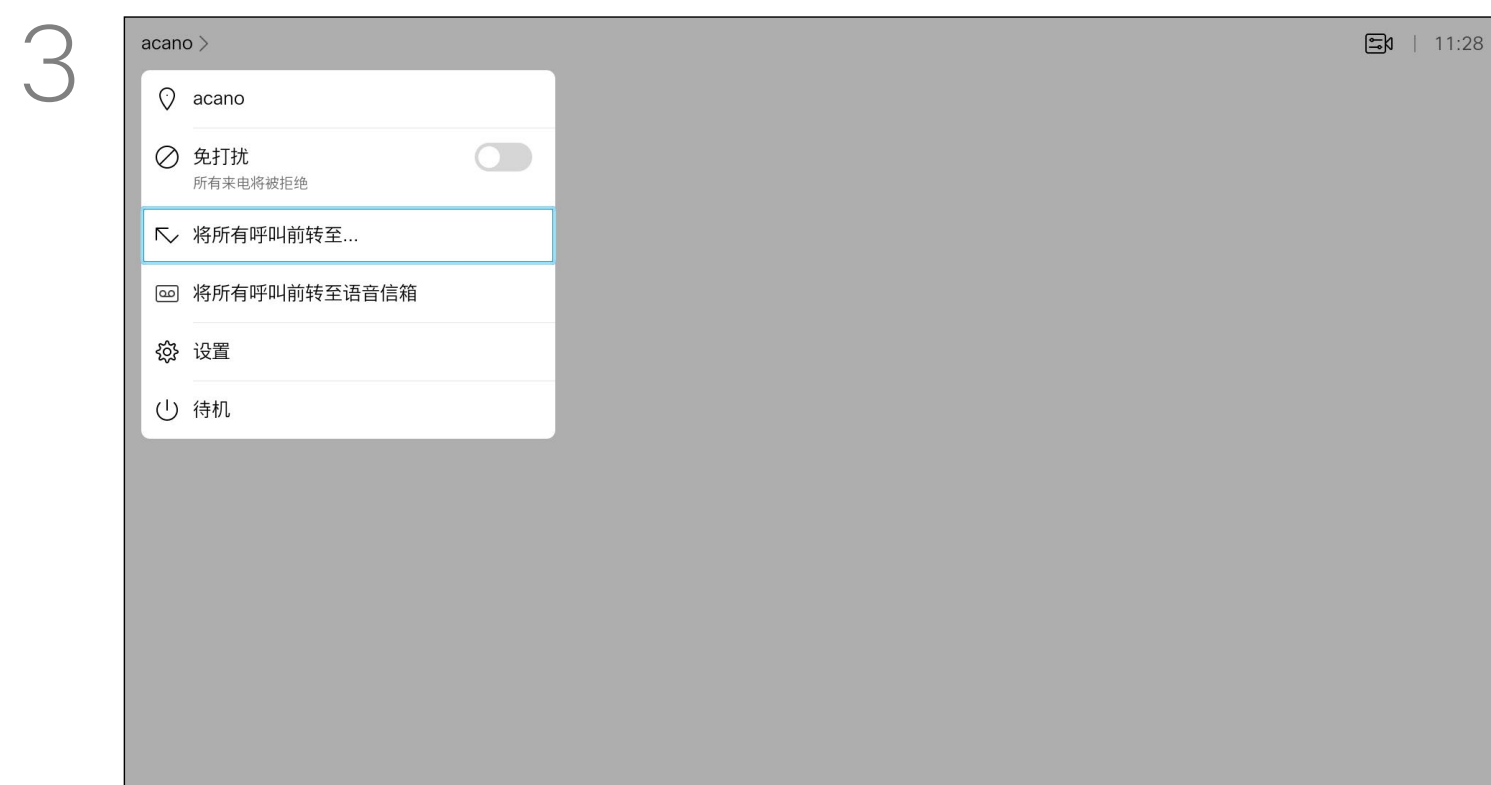 3
acano >
11:28
acano
免打扰
所有来电将被拒绝
将所有呼叫前转至...
将所有呼叫前转至语音信箱
设置
待机